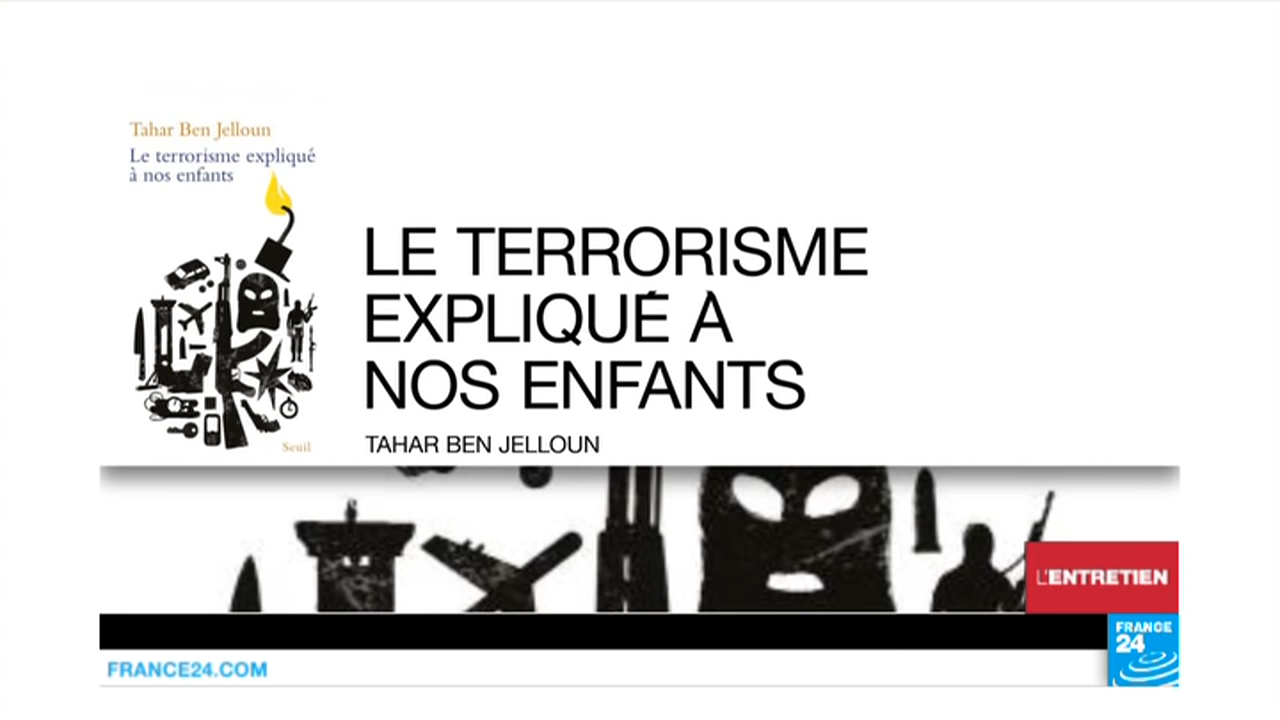 Tahar Ben Jelloun
Le terrorisme expliqué
à nos enfants
Seuil
LE TERRORISME
EXPLIQUÉ À
NOS ENFANTS
TAHAR BEN JELLOUN
L'ENTRETIEN
FRANCE
24
FRANCE24.COM